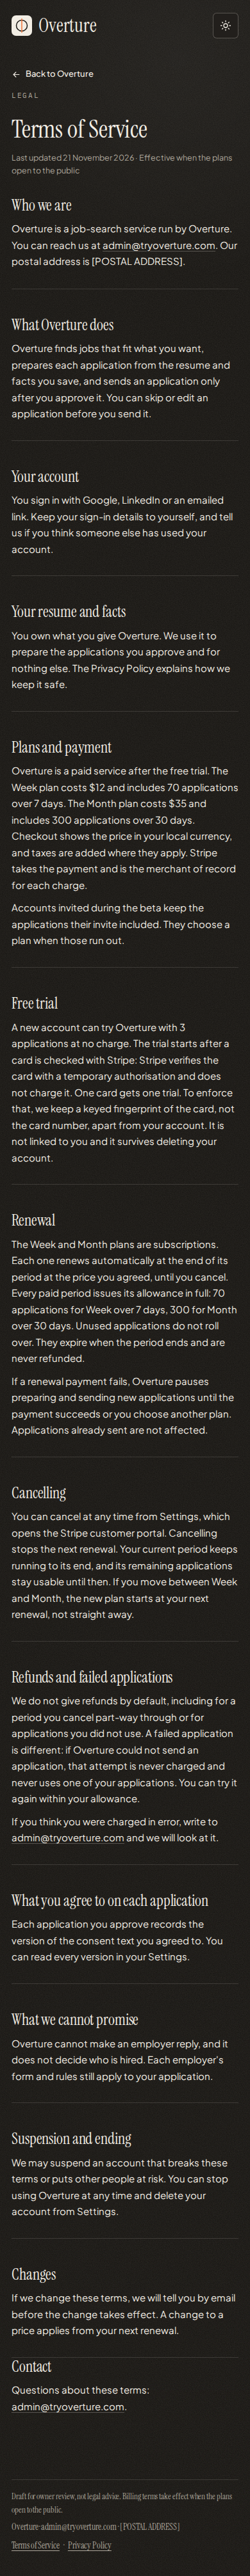 Overture
← Back to Overture
LEGAL
Terms of Service
Last updated 21 November 2026 · Effective when the plans
open to the public
Who we are
Overture is a job-search service run by Overture.
You can reach us at admin@tryoverture.com. Our
postal address is [POSTAL ADDRESS].
What Overture does
Overture finds jobs that fit what you want,
prepares each application from the resume and
facts you save, and sends an application only
after you approve it. You can skip or edit an
application before you send it.
Your account
You sign in with Google, LinkedIn or an emailed
link. Keep your sign-in details to yourself, and tell
us if you think someone else has used your
account.
Your resume and facts
You own what you give Overture. We use it to
prepare the applications you approve and for
nothing else. The Privacy Policy explains how we
keep it safe.
Plans and payment
Overture is a paid service after the free trial. The
Week plan costs $12 and includes 70 applications
over 7 days. The Month plan costs $35 and
includes 300 applications over 30 days.
Checkout shows the price in your local currency,
and taxes are added where they apply. Stripe
takes the payment and is the merchant of record
for each charge.
Accounts invited during the beta keep the
applications their invite included. They choose a
plan when those run out.
Free trial
A new account can try Overture with 3
applications at no charge. The trial starts after a
card is checked with Stripe: Stripe verifies the
card with a temporary authorisation and does
not charge it. One card gets one trial. To enforce
that, we keep a keyed fingerprint of the card, not
the card number, apart from your account. It is
not linked to you and it survives deleting your
account.
Renewal
The Week and Month plans are subscriptions.
Each one renews automatically at the end of its
period at the price you agreed, until you cancel.
Every paid period issues its allowance in full: 70
applications for Week over 7 days, 300 for Month
over 30 days. Unused applications do not roll
over. They expire when the period ends and are
never refunded.
If a renewal payment fails, Overture pauses
preparing and sending new applications until the
payment succeeds or you choose another plan.
Applications already sent are not affected.
Cancelling
You can cancel at any time from Settings, which
opens the Stripe customer portal. Cancelling
stops the next renewal. Your current period keeps
running to its end, and its remaining applications
stay usable until then. If you move between Week
and Month, the new plan starts at your next
renewal, not straight away.
Refunds and failed applications
We do not give refunds by default, including for a
period you cancel part-way through or for
applications you did not use. A failed application
is different: if Overture could not send an
application, that attempt is never charged and
never uses one of your applications. You can try it
again within your allowance.
If you think you were charged in error, write to
admin@tryoverture.com and we will look at it.
What you agree to on each application
Each application you approve records the
version of the consent text you agreed to. You
can read every version in your Settings.
What we cannot promise
Overture cannot make an employer reply, and it
does not decide who is hired. Each employer's
form and rules still apply to your application.
Suspension and ending
We may suspend an account that breaks these
terms or puts other people at risk. You can stop
using Overture at any time and delete your
account from Settings.
Changes
If we change these terms, we will tell you by email
before the change takes effect. A change to a
price applies from your next renewal.
Contact
Questions about these terms:
admin@tryoverture.com.
Draft for owner review, not legal advice. Billing terms take effect when the plans
open to the public.
Overture · admin@tryoverture.com · [POSTAL ADDRESS]
Terms of Service · Privacy Policy